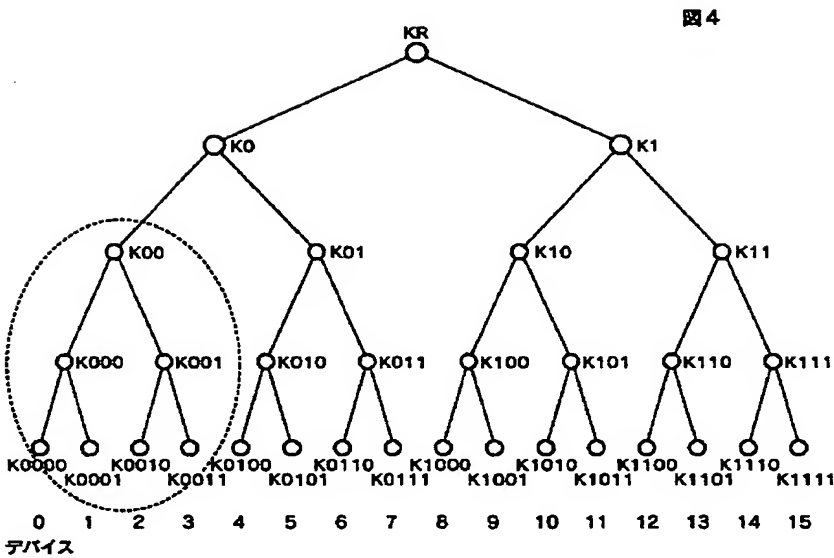 図4
KR
K0 K1
K00 K01 K10 K11
K000 K001 K010 K011 K100 K101 K110 K111
K0000 K0010 K0100 K0110 K1000 K1010 K1100 K1110
K0001 K0011 K0101 K0111 K1001 K1011 K1101 K1111
0 1 2 3 4 5 6 7 8 9 10 11 12 13 14 15
デバイス